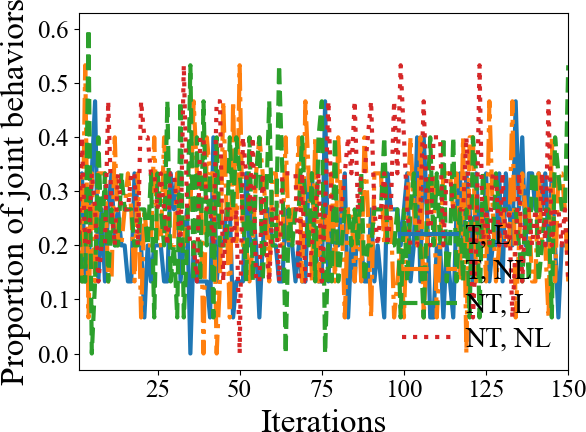 Proportion of joint behaviors
0.6
0.5
0.4
0.3
0.2
0.1
0.0
T, L
T, NL
NT, L
NT, NL
25
50
75
100
125
150
Iterations